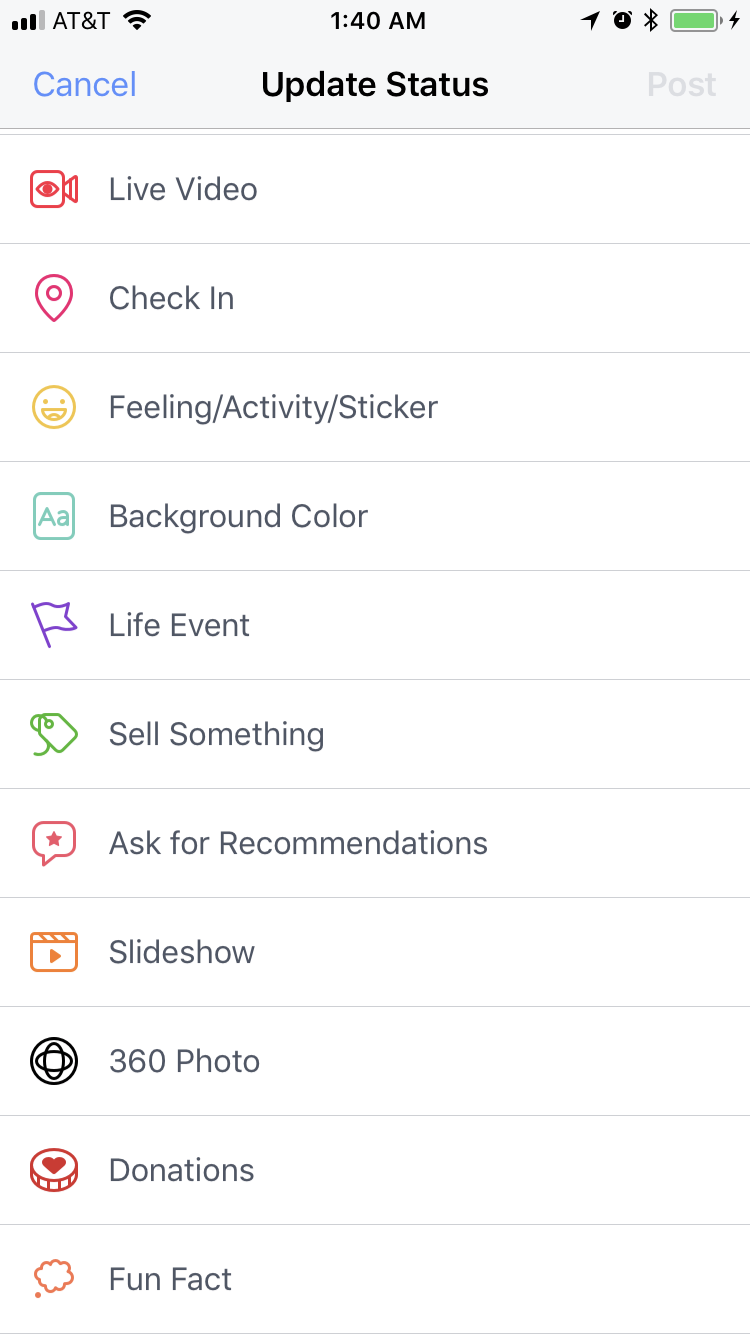 AT&T 1:40 AM
Cancel Update Status Post
Live Video
Check In
Feeling/Activity/Sticker
Aa Background Color
Life Event
Sell Something
Ask for Recommendations
Slideshow
360 Photo
Donations
Fun Fact